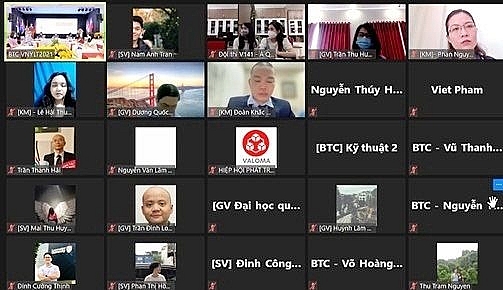 BTC VNYLT2021
[SV] Nam Anh Tran
Đội thi V.141 - A Q...
[GV] Trần Thu Hư...
[KM] - Phan Nguy...
[KM] - Lê Hải Thu...
[GV] Dương Quốc...
[KM] Đoàn Khắc...
Nguyễn Thúy H...
Viet Pham
Trần Thanh Hải
Nguyễn Văn Lâm
VALOMA
HIỆP HỘI PHÁT TR...
[BTC] Kỹ thuật 2
BTC - Vũ Thanh...
[SV] Mai Thu Huy...
[GV] Trần Đình Lo...
[GV Đại học qu...
[GV] Huỳnh Lâm...
BTC - Nguyễn
Đinh Cường Thịnh
[SV] Phan Thị Hồ...
[SV] Đinh Công...
BTC - Võ Hoàng...
Thu Tram Nguyen